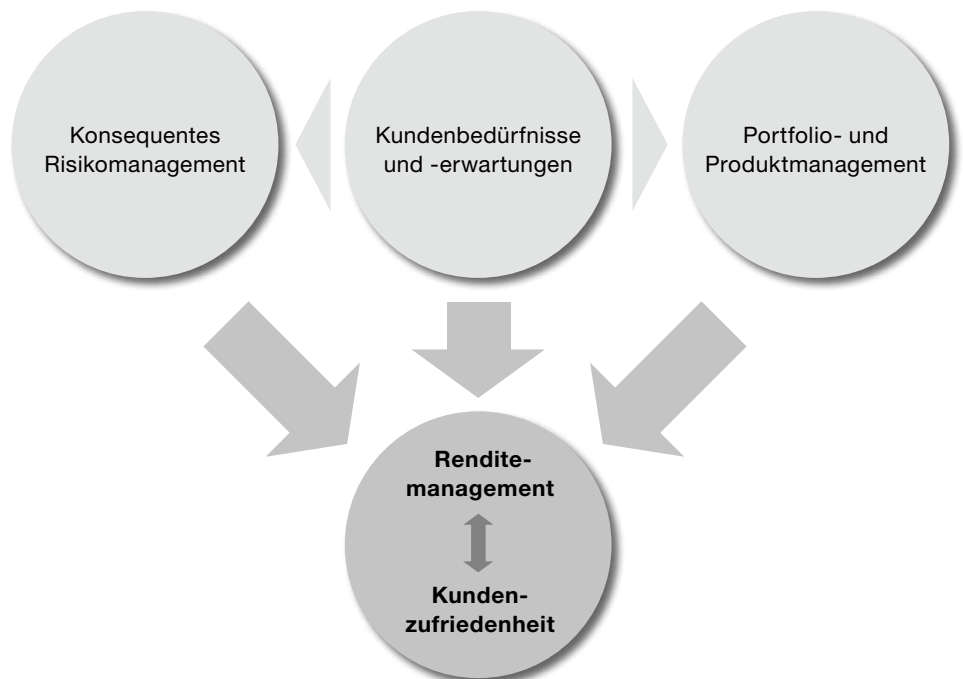 Konsequentes
Risikomanagement
Kundenbedürfnisse
und -erwartungen
Portfolio- und
Produktmanagement
Rendite-
management
Kunden-
zufriedenheit